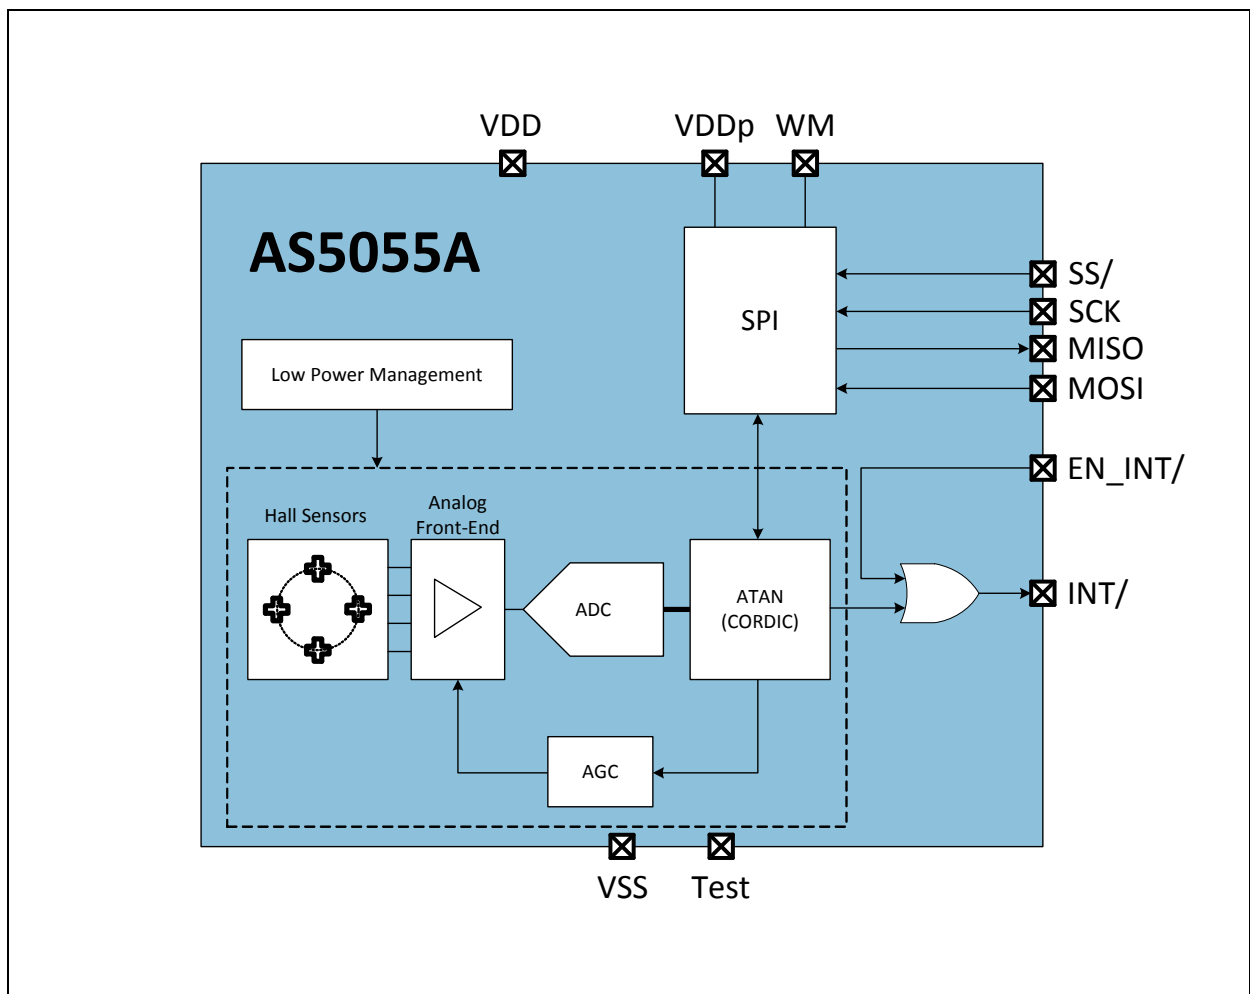 VDD
VDDp
WM
AS5055A
SS/
SCK
MISO
MOSI
SPI
Low Power Management
EN_INT/
Hall Sensors
Analog
Front-End
ADC
ATAN
(CORDIC)
INT/
AGC
VSS
Test